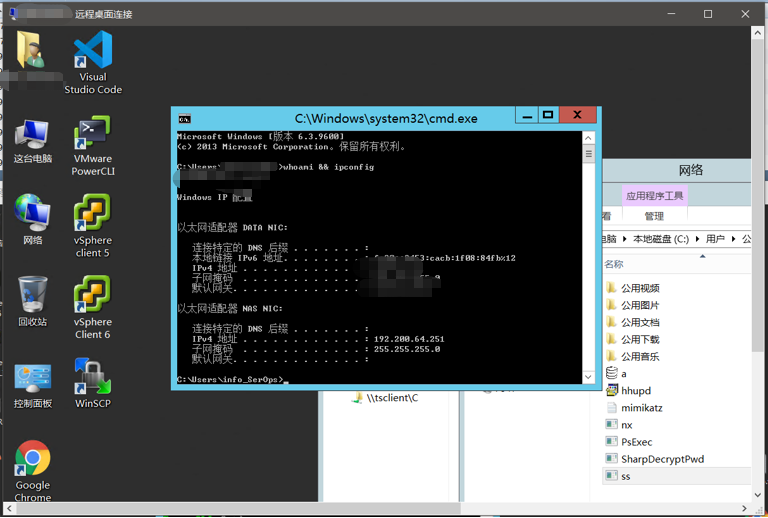 远程桌面连接
Visual
Studio Code
这台电脑
VMware
PowerCLI
网络
vSphere
client 5
回收站
vSphere
Client 6
控制面板
WinSCP
Google
Chrome
C:\Windows\system32\cmd.exe
Microsoft Windows [版本 6.3.9600]
(c) 2013 Microsoft Corporation。保留所有权利。
C:\Users\ >whoami && ipconfig
Windows IP 配置
以太网适配器 DATA NIC:
连接特定的 DNS 后缀 . . . . . . . :
本地链接 IPv6 地址. . . . . . . . : :cacb:1f08:84fb%12
IPv4 地址 . . . . . . . . . . . . :
子网掩码 . . . . . . . . . . . . :
默认网关. . . . . . . . . . . . . :
以太网适配器 NAS NIC:
连接特定的 DNS 后缀 . . . . . . . :
IPv4 地址 . . . . . . . . . . . . : 192.200.64.251
子网掩码 . . . . . . . . . . . . : 255.255.255.0
默认网关. . . . . . . . . . . . . :
C:\Users\info_SerOps>
\\tsclient\C
网络
应用程序工具
看 管理
电脑 本地磁盘 (C:) 用户 公
名称
公用视频
公用图片
公用文档
公用下载
公用音乐
a
hhupd
mimikatz
nx
PsExec
SharpDecryptPwd
ss